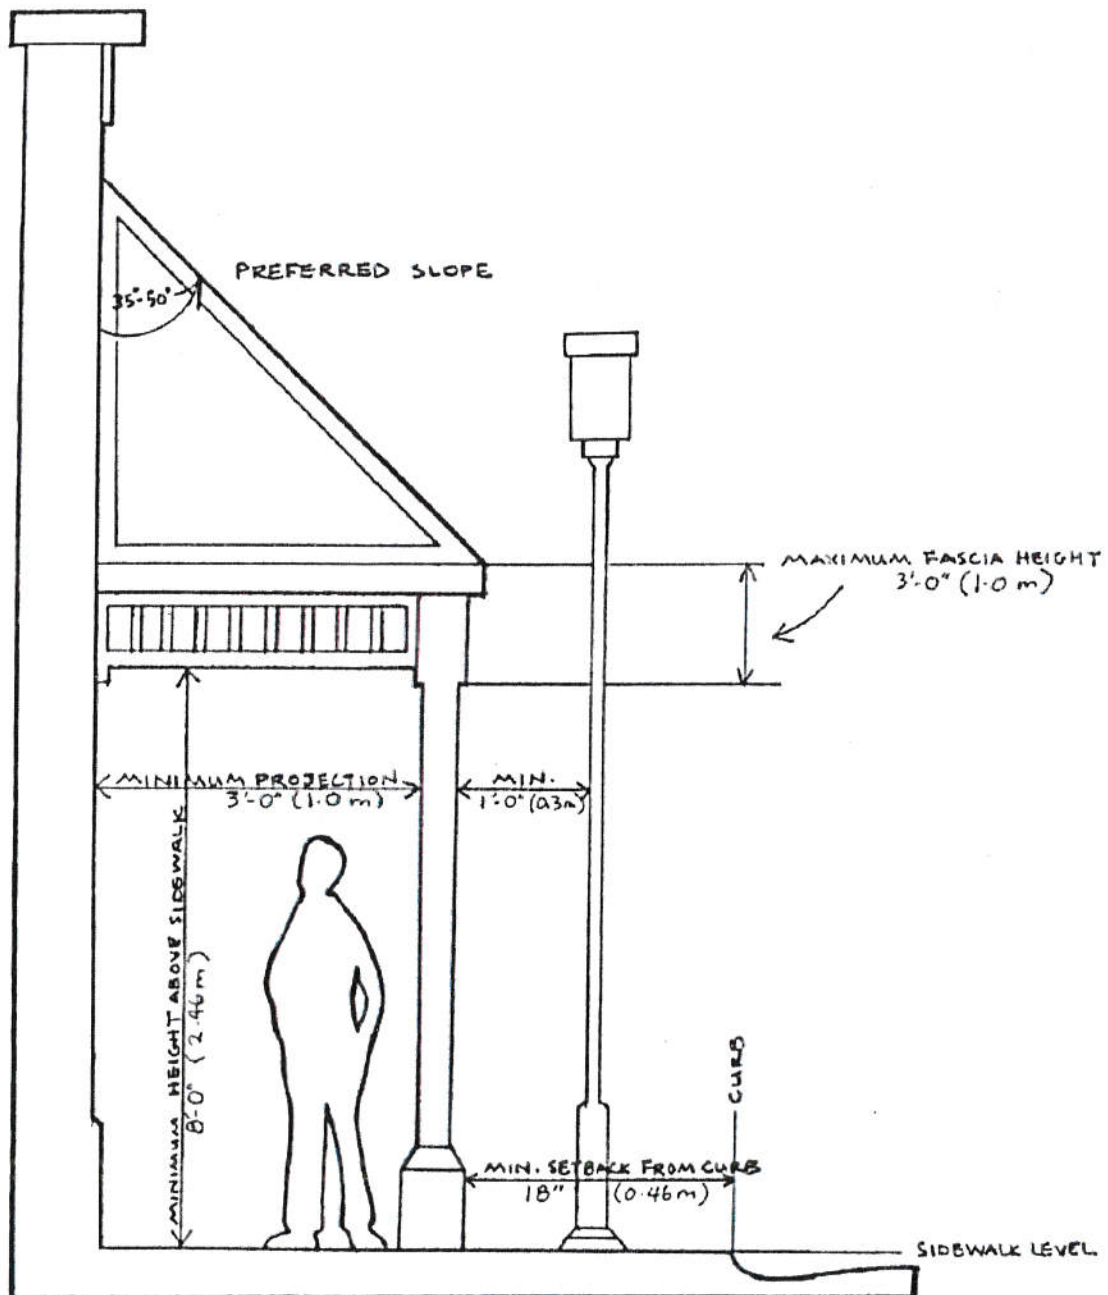 PREFERRED SLOPE
35°-50°
MAXIMUM FASCIA HEIGHT
3'-0" (1.0 m)
MINIMUM PROJECTION
3'-0" (1.0 m)
MIN.
1'-0" (0.3m)
MINIMUM HEIGHT ABOVE SIDEWALK
8'-0" (2.46m)
CURB
MIN. SETBACK FROM CURB
18" (0.46m)
SIDEWALK LEVEL